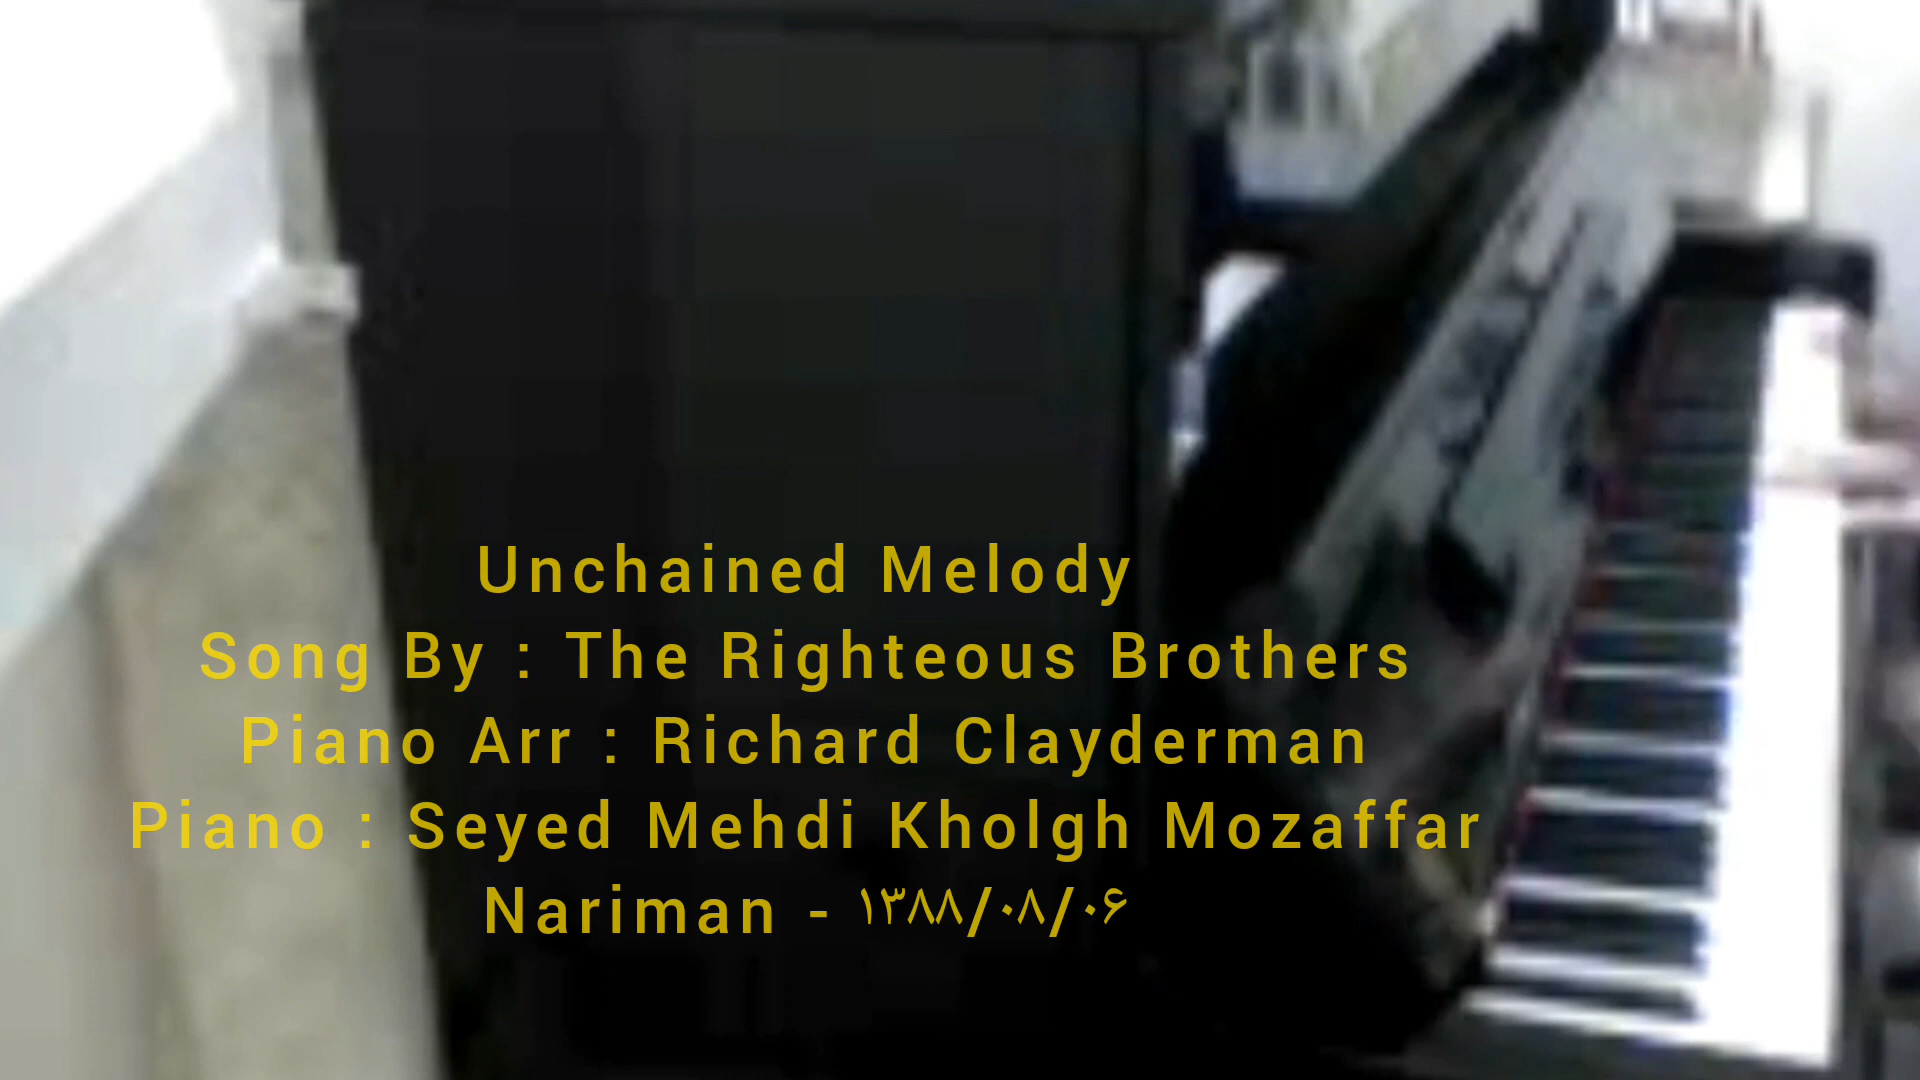 Unchained Melody
Song By : The Righteous Brothers
Piano Arr : Richard Clayderman
Piano : Seyed Mehdi Kholgh Mozaffar
Nariman - ۱۳۸۸/۰۸/۰۶